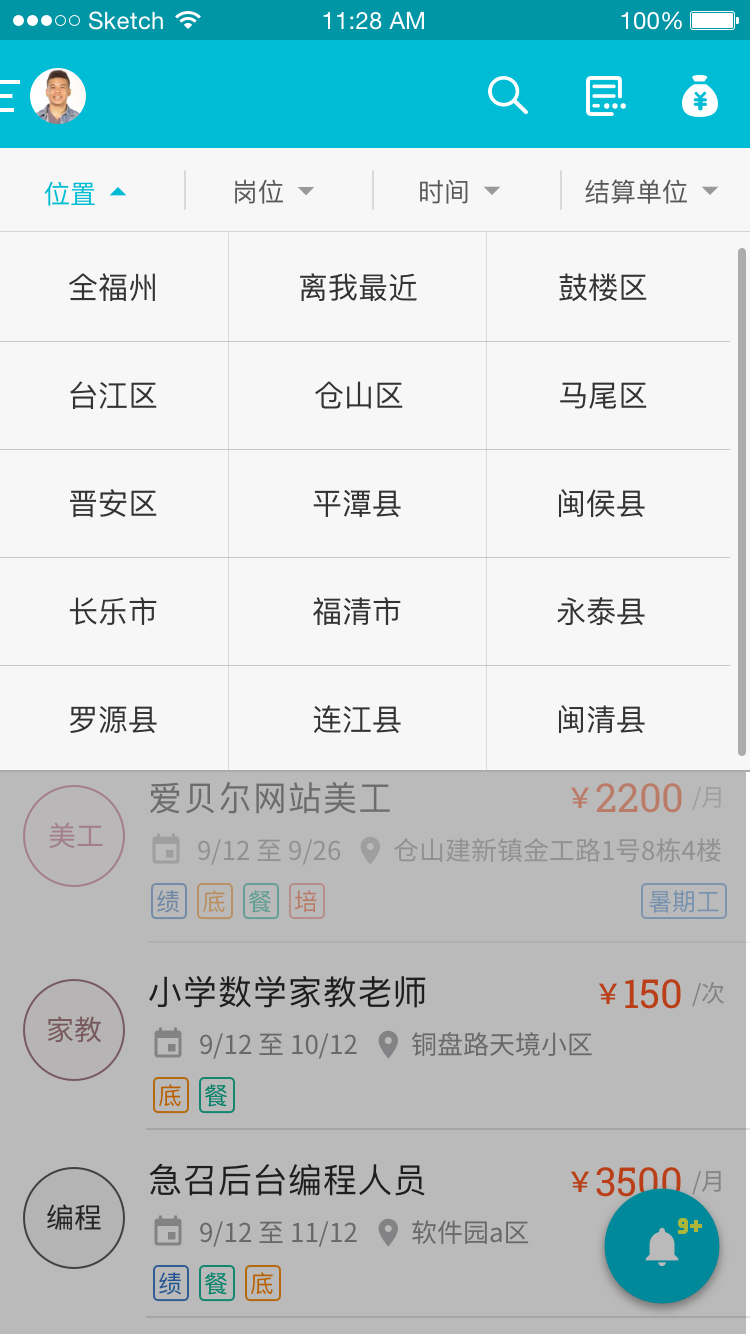 Sketch 11:28 AM 100%
位置 岗位 时间 结算单位
全福州 离我最近 鼓楼区
台江区 仓山区 马尾区
晋安区 平潭县 闽侯县
长乐市 福清市 永泰县
罗源县 连江县 闽清县
美工 爱贝尔网站美工 ¥2200 /月
9/12 至 9/26 仓山建新镇金工路1号8栋4楼
绩 底 餐 培 暑期工
家教 小学数学家教老师 ¥150 /次
9/12 至 10/12 铜盘路天境小区
底 餐
编程 急召后台编程人员 ¥3500 /月
9/12 至 11/12 软件园a区 9+
绩 餐 底